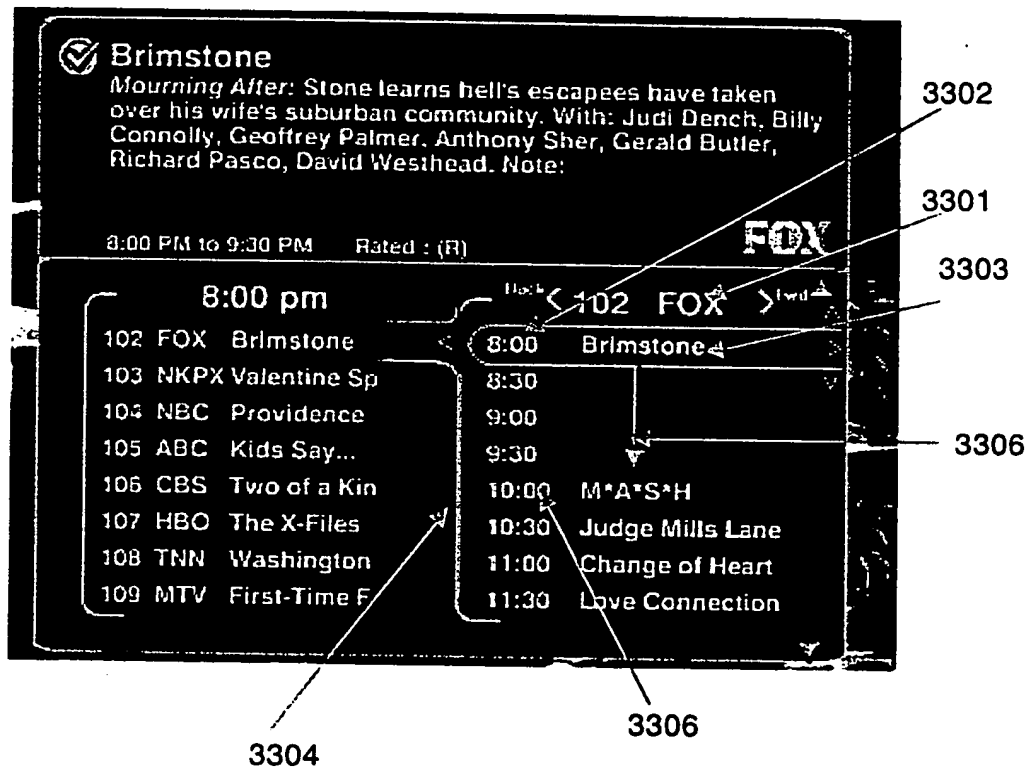 Brimstone
Mourning After: Stone learns hell's escapees have taken
over his wife's suburban community. With: Judi Dench, Billy
Connolly, Geoffrey Palmer, Anthony Sher, Gerald Butler,
Richard Pasco, David Westhead. Note:
8:00 PM to 9:30 PM Rated : (R)
FOX
8:00 pm
102 FOX Brimstone
103 NKPX Valentine Sp
104 NBC Providence
105 ABC Kids Say...
106 CBS Two of a Kin
107 HBO The X-Files
108 TNN Washington
109 MTV First-Time F
Back < 102 FOX > Fwd
8:00 Brimstone
8:30
9:00
9:30
10:00 M*A*S*H
10:30 Judge Mills Lane
11:00 Change of Heart
11:30 Love Connection
3302
3301
3303
3306
3306
3304